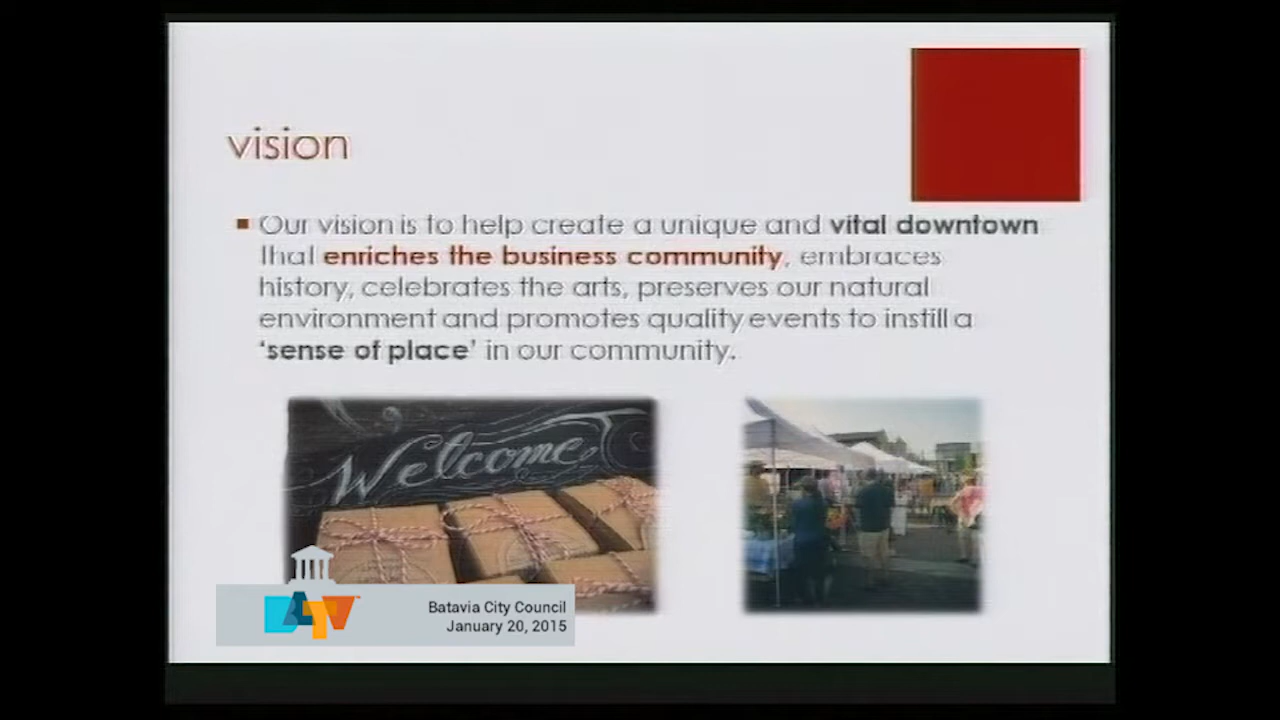 vision
▪ Our vision is to help create a unique and vital downtown
that enriches the business community, embraces
history, celebrates the arts, preserves our natural
environment and promotes quality events to instill a
‘sense of place’ in our community.
Welcome
BATV™
Batavia City Council
January 20, 2015